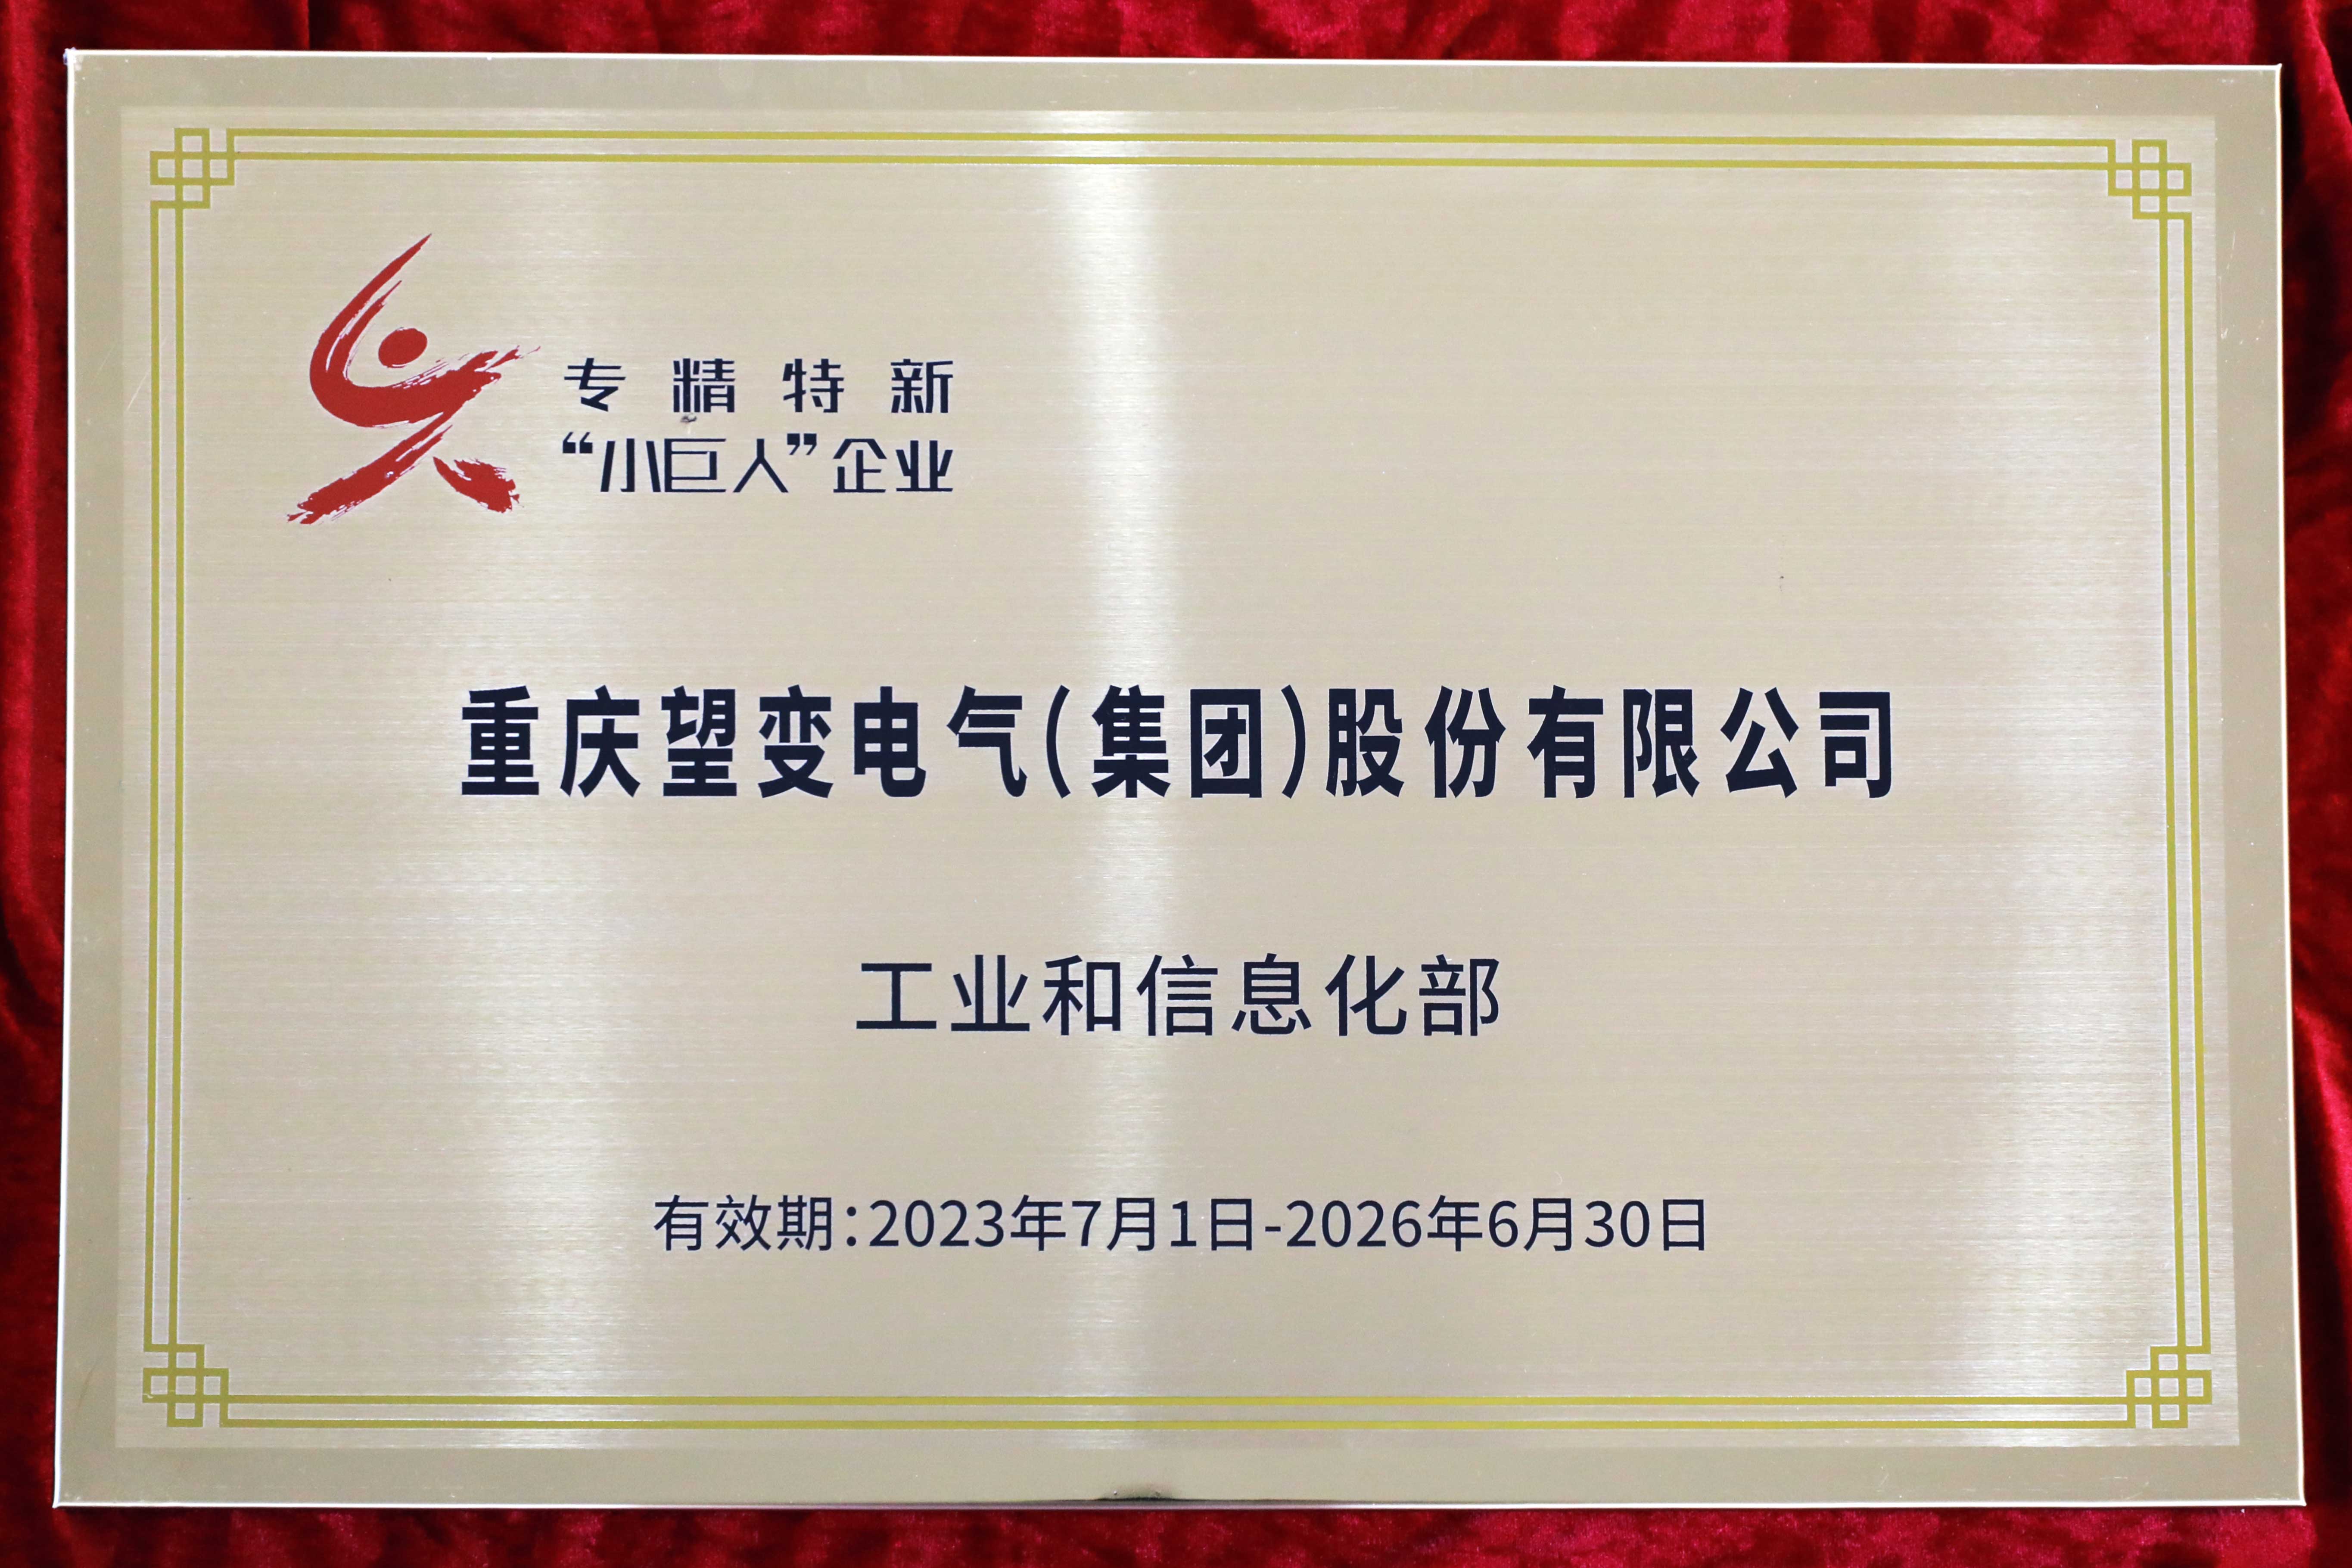 专精特新
“小巨人”企业
重庆望变电气(集团)股份有限公司
工业和信息化部
有效期:2023年7月1日-2026年6月30日